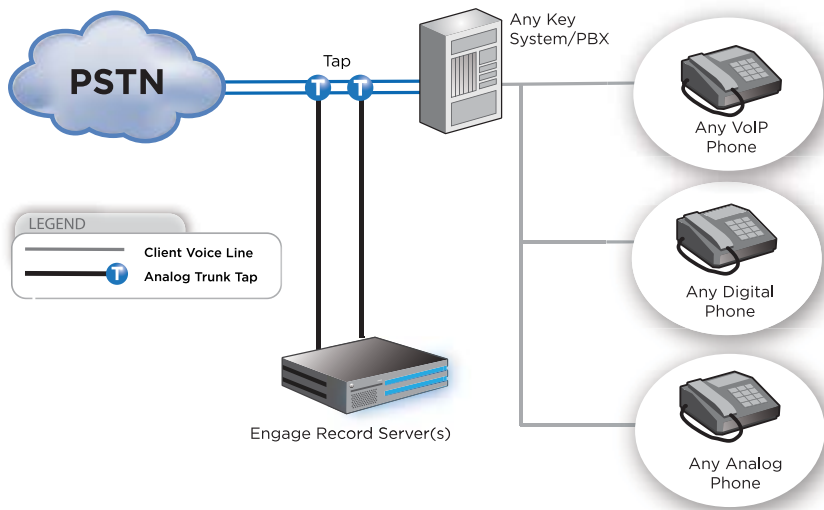 PSTN
Tap
T T
Any Key
System/PBX
Any VoIP
Phone
LEGEND
Client Voice Line
T
Analog Trunk Tap
Any Digital
Phone
Engage Record Server(s)
Any Analog
Phone